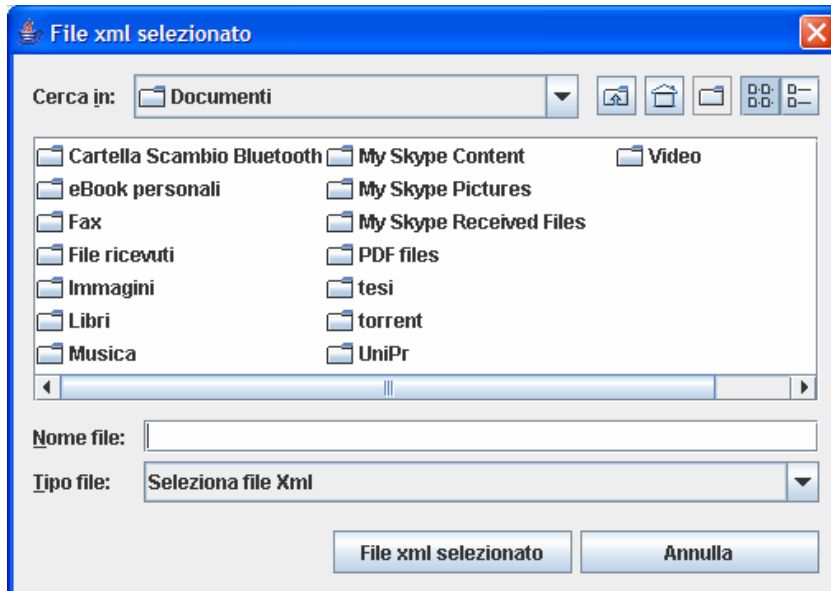 File xml selezionato
Cerca in: Documenti
Cartella Scambio Bluetooth My Skype Content Video
eBook personali My Skype Pictures
Fax My Skype Received Files
File ricevuti PDF files
Immagini tesi
Libri torrent
Musica UniPr
Nome file:
Tipo file: Seleziona file Xml
File xml selezionato Annulla